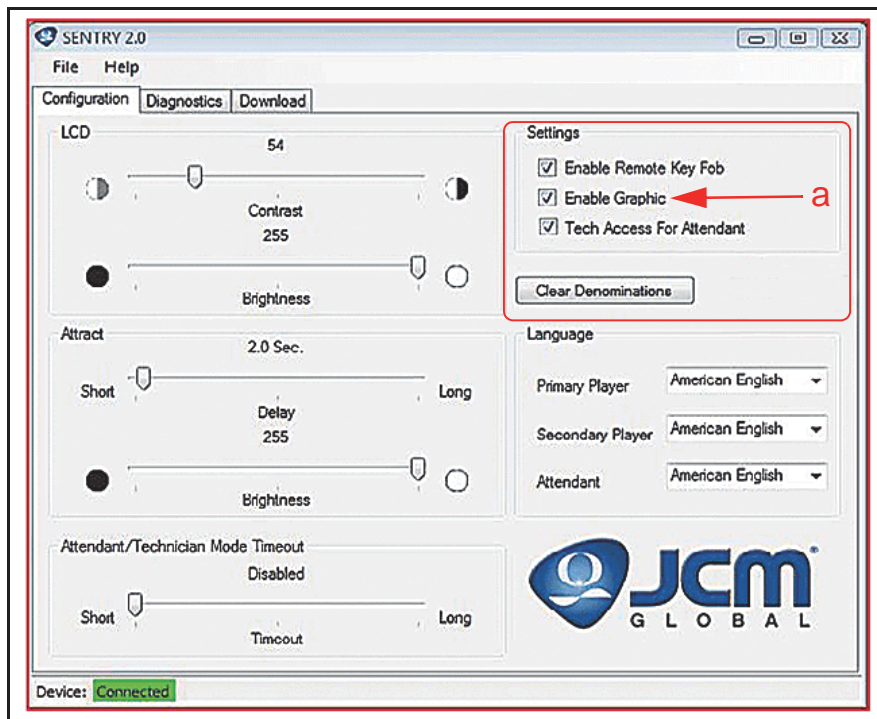 SENTRY 2.0
File Help
Configuration Diagnostics Download
LCD
54
Contrast
255
Brightness
Settings
Enable Remote Key Fob
Enable Graphic
a
Tech Access For Attendant
Clear Denominations
Attract
2.0 Sec.
Short
Long
Delay
255
Brightness
Language
Primary Player American English
Secondary Player American English
Attendant American English
Attendant/Technician Mode Timeout
Disabled
Short
Long
Timeout
JCM
GLOBAL
Device: Connected